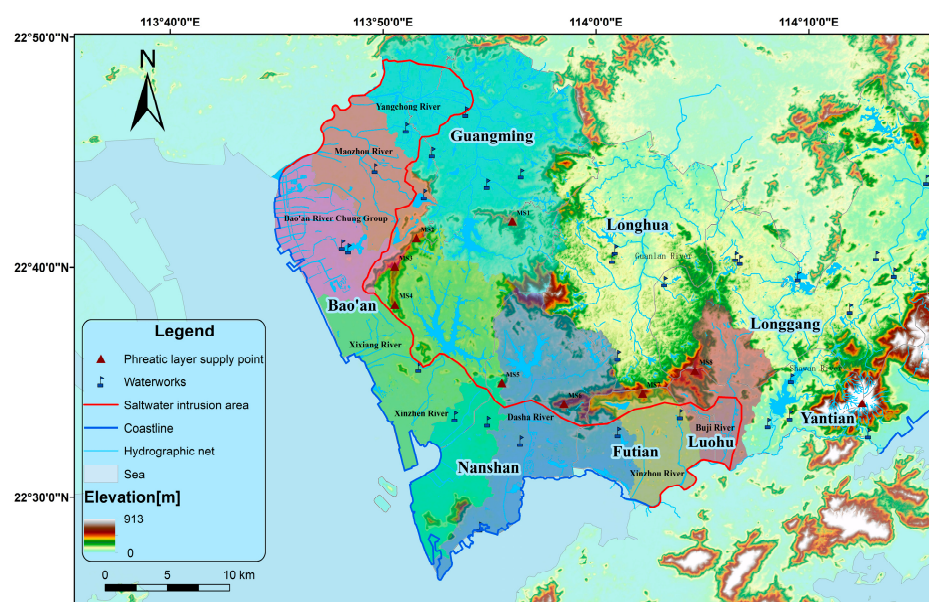 113°40'0"E
113°50'0"E
114°00'0"E
114°10'0"E
22°50'0"N
N
Yangchong River
Guangming
Maozhou River
MS1
Dao'an River Chung Group
MS2
Longhua
Guanlan River
22°40'0"N
MS3
MS4
Bao'an
Longgang
Legend
Phreatic layer supply point
Waterworks
Saltwater intrusion area
Coastline
Hydrographic net
Sea
Elevation[m]
913
0
Xixiang River
MS5
MS8
MS7
Shawan River
MS6
Xinzhen River
Dasha River
Yantian
Buji River
Luohu
Futian
Nanshan
Xinzhou River
22°30'0"N
0 5 10 km